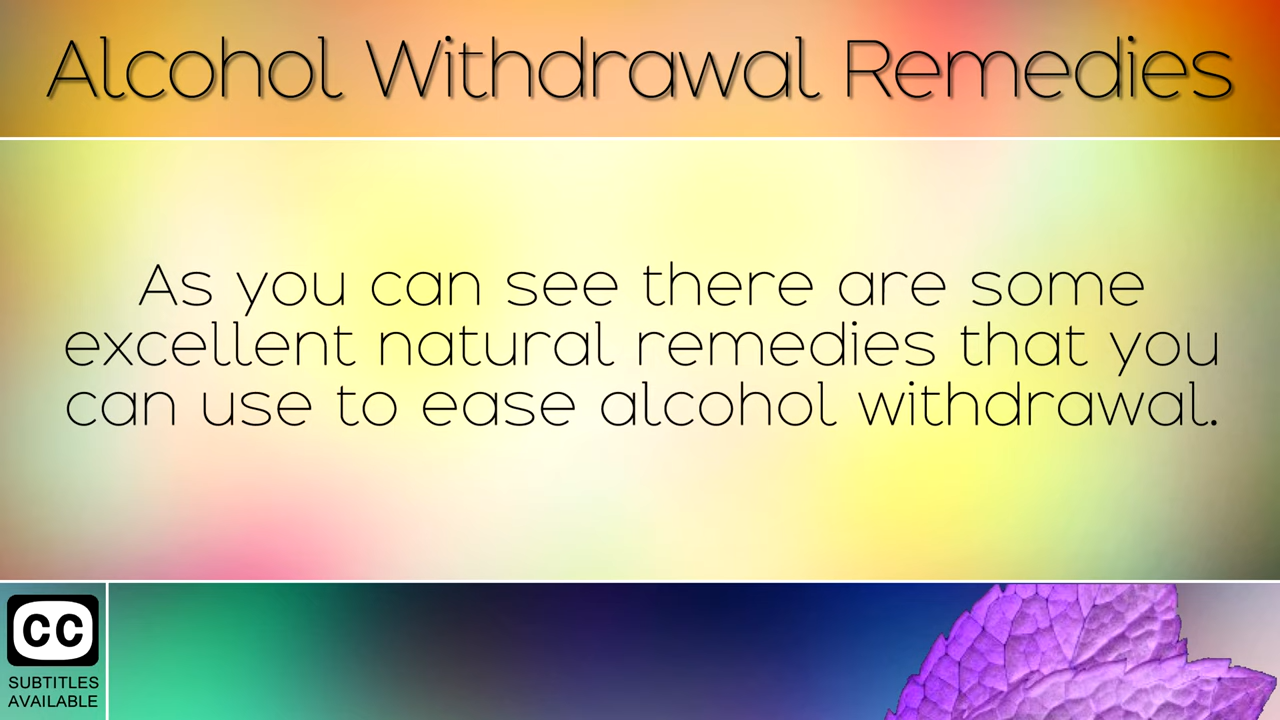 Alcohol Withdrawal Remedies
As you can see there are some
excellent natural remedies that you
can use to ease alcohol withdrawal.
CC
SUBTITLES
AVAILABLE